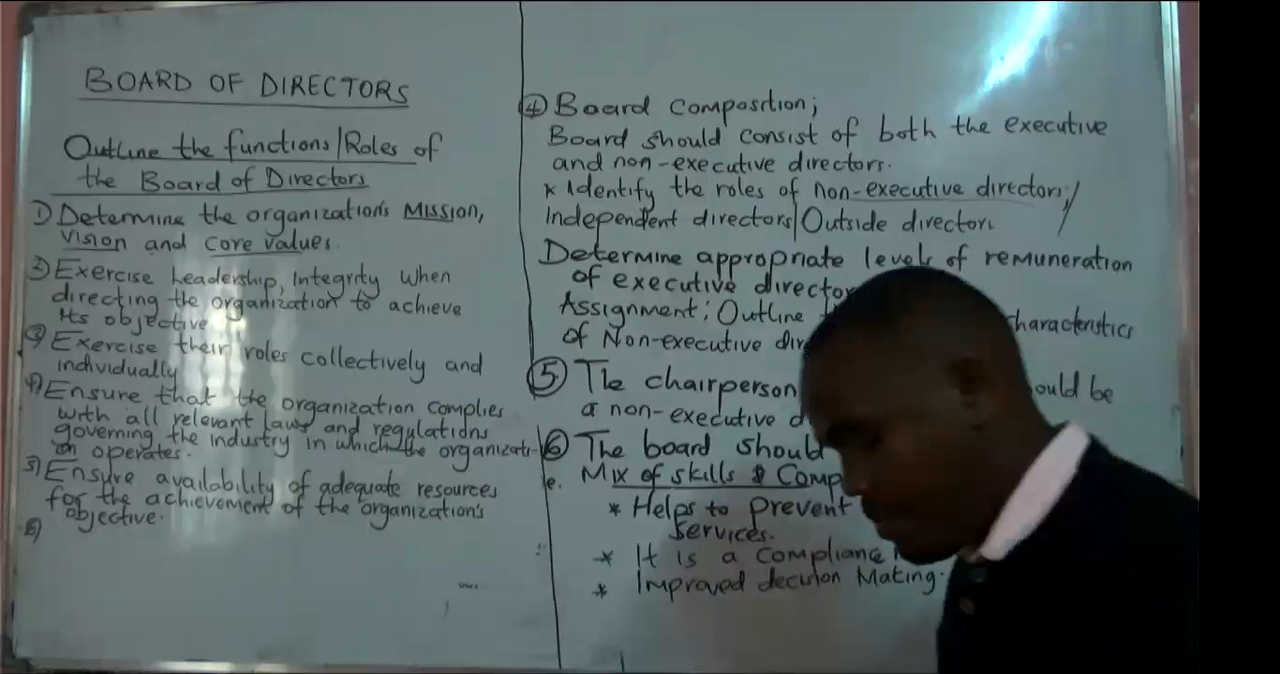 BOARD OF DIRECTORS
Outline the functions/Roles of
the Board of Directors
1) Determine the organization's Mission,
Vision and core values.
2) Exercise Leadership, Integrity when
directing the organization to achieve
its objective
3) Exercise their roles collectively and
individually
4) Ensure that the organization complies
with all relevant laws and regulations
governing the industry in which the organizati-
on operates.
5) Ensure availability of adequate resources
for the achievement of the organization's
objective.
6)
4 Board Composition;
Board should consist of both the executive
and non-executive directors.
* Identify the roles of non-executive directors/
Independent directors/Outside directors
Determine appropriate levels of remuneration
of executive director
Assignment; Outline characteristics
of Non-executive dir
5 The chairperson ould be
a non-executive d
6 The board should
Mix of skills & Comp
* Helps to prevent
services.
* It is a compliance
* Improved decision Making.